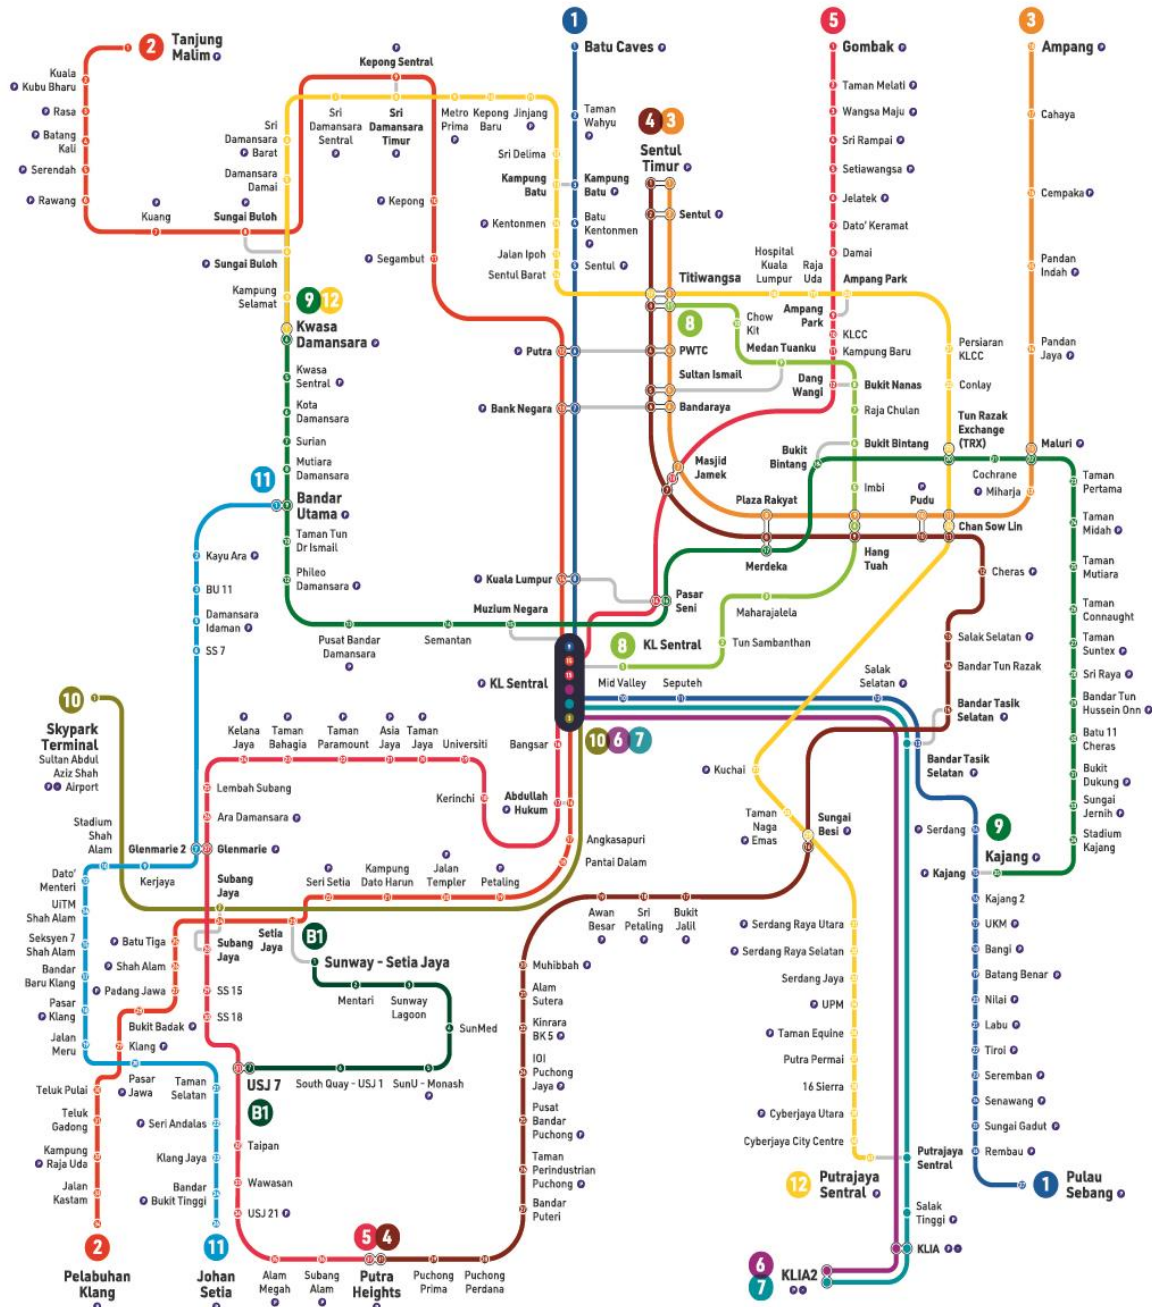 1
5
3
2
Tanjung
Malim
Batu Caves
Gombak
Ampang
Kepong Sentral
Kuala
Kubu Bharu
Rasa
Batang
Kali
Serendah
Rawang
Kuang
Sungai Buloh
Sungai Buloh
Kampung
Selamat
Sri
Damansara
Barat
Damansara
Damai
Sri
Damansara
Sentral
Sri
Damansara
Timur
Metro
Prima
Kepong
Baru
Jinjang
Sri Delima
Kampung
Batu
Kentonmen
Jalan Ipoh
Sentul Barat
Kepong
Segambut
Taman
Wahyu
Kampung
Batu
Batu
Kentonmen
Sentul
4
3
Sentul
Timur
Sentul
Titiwangsa
8
PWTC
Sultan Ismail
Bandaraya
Putra
Bank Negara
Taman Melati
Wangsa Maju
Sri Rampai
Setiawangsa
Jelatek
Dato' Keramat
Damai
Hospital
Kuala
Lumpur
Raja
Uda
Ampang Park
Ampang
Park
KLCC
Kampung Baru
Chow
Kit
Medan Tuanku
Dang
Wangi
Bukit Nanas
Raja Chulan
Bukit
Bintang
Bukit Bintang
Imbi
Cahaya
Cempaka
Pandan
Indah
Pandan
Jaya
Persiaran
KLCC
Conlay
Tun Razak
Exchange
(TRX)
Maluri
Cochrane
Miharja
Pudu
Chan Sow Lin
Masjid
Jamek
Plaza Rakyat
Merdeka
Hang
Tuah
9
12
Kwasa
Damansara
Kwasa
Sentral
Kota
Damansara
Surian
Mutiara
Damansara
11
Bandar
Utama
Taman Tun
Dr Ismail
Phileo
Damansara
Kayu Ara
BU 11
Damansara
Idaman
SS 7
Pusat Bandar
Damansara
Semantan
Muzium Negara
Kuala Lumpur
Pasar
Seni
8
KL Sentral
KL Sentral
Maharajalela
Tun Sambanthan
Mid Valley
Seputeh
Salak
Selatan
10
6
7
Cheras
Salak Selatan
Bandar Tun Razak
Bandar Tasik
Selatan
Bandar Tasik
Selatan
Taman
Pertama
Taman
Midah
Taman
Mutiara
Taman
Connaught
Taman
Suntex
Sri Raya
Bandar Tun
Hussein Onn
Batu 11
Cheras
Bukit
Dukung
Sungai
Jernih
Stadium
Kajang
9
Kajang
Serdang
Kajang
Kajang 2
UKM
Bangi
Batang Benar
Nilai
Labu
Tiroi
Seremban
Senawang
Sungai Gadut
Rembau
1
Pulau
Sebang
10
Skypark
Terminal
Sultan Abdul
Aziz Shah
Airport
Kelana
Jaya
Taman
Bahagia
Taman
Paramount
Asia
Jaya
Taman
Jaya
Universiti
Kerinchi
Bangsar
Abdullah
Hukum
Lembah Subang
Ara Damansara
Glenmarie
Glenmarie 2
Kerjaya
Stadium
Shah
Alam
Dato'
Menteri
UiTM
Shah Alam
Seksyen 7
Shah Alam
Bandar
Baru Klang
Pasar
Klang
Jalan
Meru
Subang
Jaya
Subang
Jaya
Setia
Jaya
Seri Setia
Kampung
Dato Harun
Jalan
Templer
Petaling
Angkasapuri
Pantai Dalam
Batu Tiga
Shah Alam
Padang Jawa
Bukit Badak
Klang
Pasar
Jawa
Taman
Selatan
Seri Andalas
Klang Jaya
Bandar
Bukit Tinggi
11
Johan
Setia
Teluk Pulai
Teluk
Gadong
Kampung
Raja Uda
Jalan
Kastam
2
Pelabuhan
Klang
B1
Sunway - Setia Jaya
Mentari
Sunway
Lagoon
SunMed
SunU - Monash
South Quay - USJ 1
USJ 7
B1
SS 15
SS 18
Taipan
Wawasan
USJ 21
Alam
Megah
Subang
Alam
5
4
Putra
Heights
Puchong
Prima
Puchong
Perdana
Awan
Besar
Sri
Petaling
Bukit
Jalil
Muhibbah
Alam
Sutera
Kinrara
BK 5
IOI
Puchong
Jaya
Pusat
Bandar
Puchong
Taman
Perindustrian
Puchong
Bandar
Puteri
Kuchai
Taman
Naga
Emas
Sungai
Besi
Serdang Raya Utara
Serdang Raya Selatan
Serdang Jaya
UPM
Taman Equine
Putra Permai
16 Sierra
Cyberjaya Utara
Cyberjaya City Centre
12
Putrajaya
Sentral
Putrajaya
Sentral
Salak
Tinggi
KLIA
6
7
KLIA2